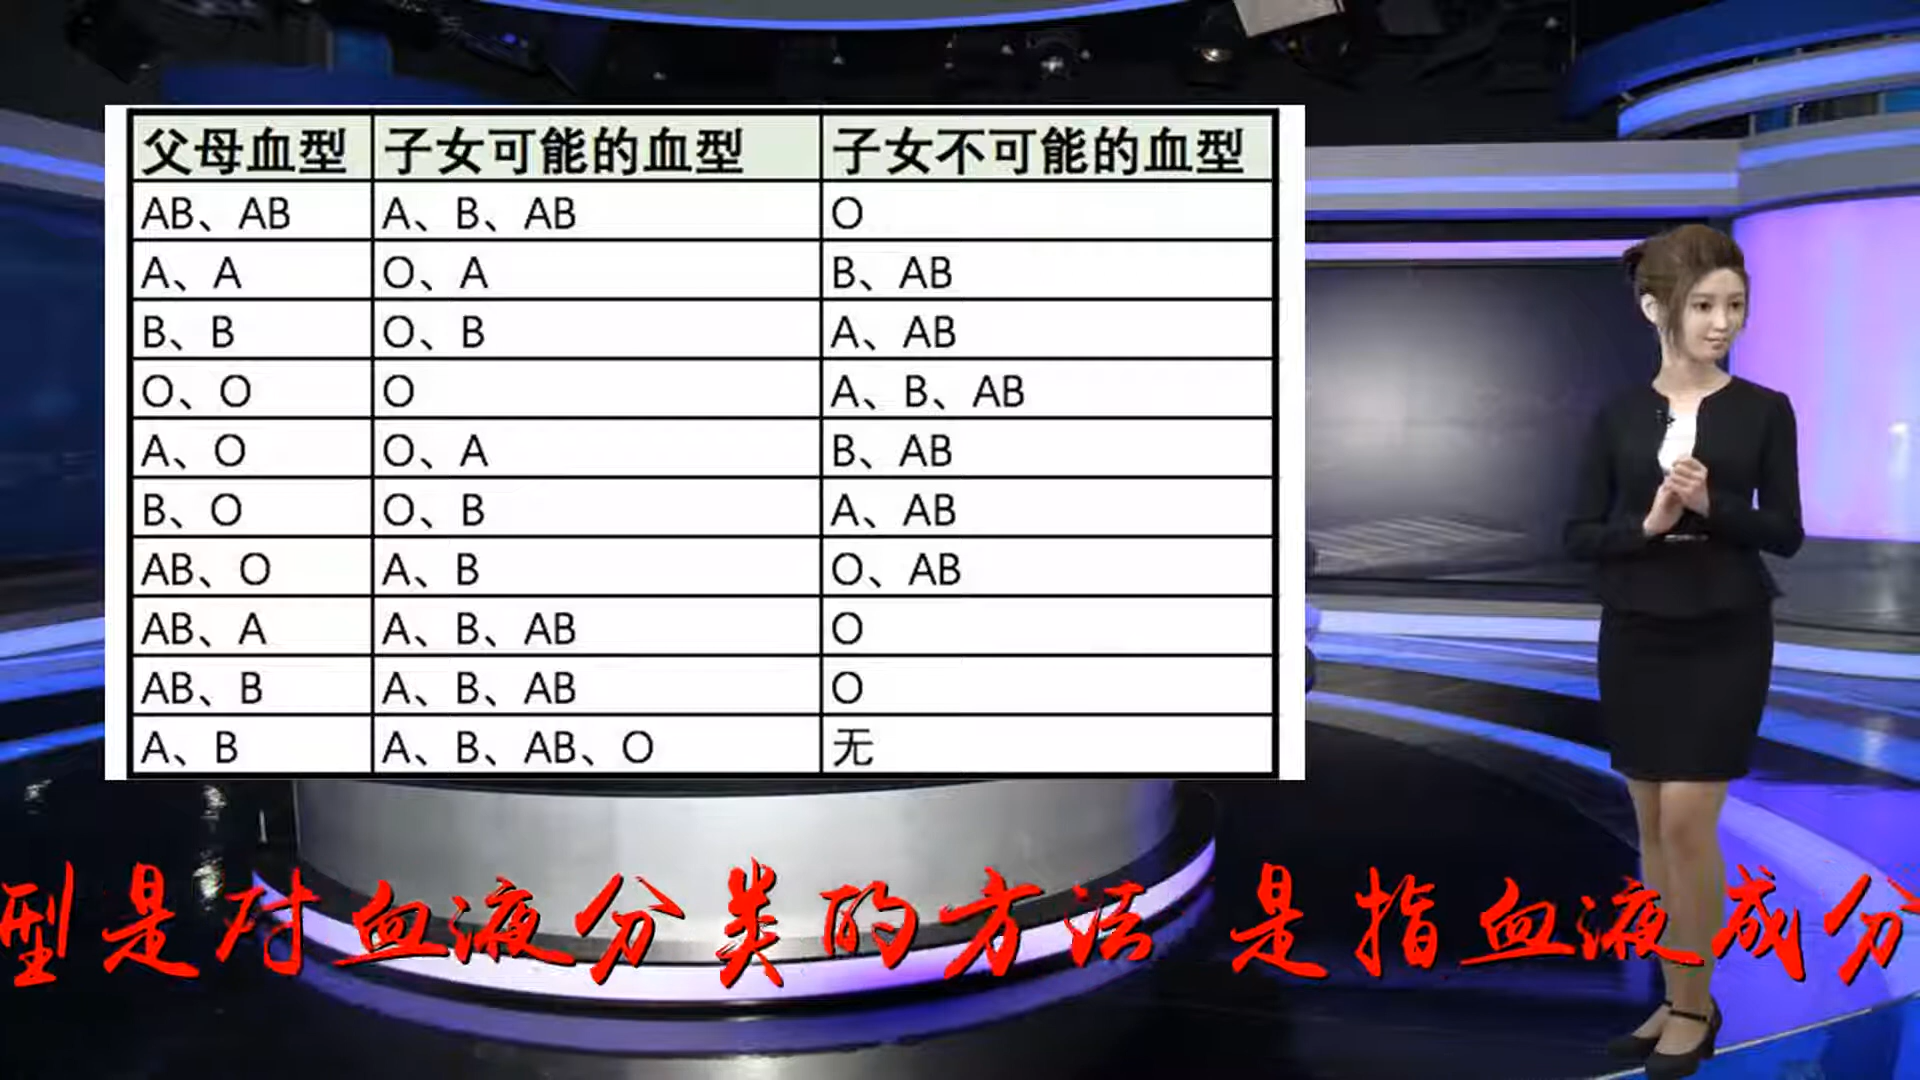 父母血型 子女可能的血型 子女不可能的血型
AB、AB A、B、AB O
A、A O、A B、AB
B、B O、B A、AB
O、O O A、B、AB
A、O O、A B、AB
B、O O、B A、AB
AB、O A、B O、AB
AB、A A、B、AB O
AB、B A、B、AB O
A、B A、B、AB、O 无
型是对血液分类的方法 是指血液成分